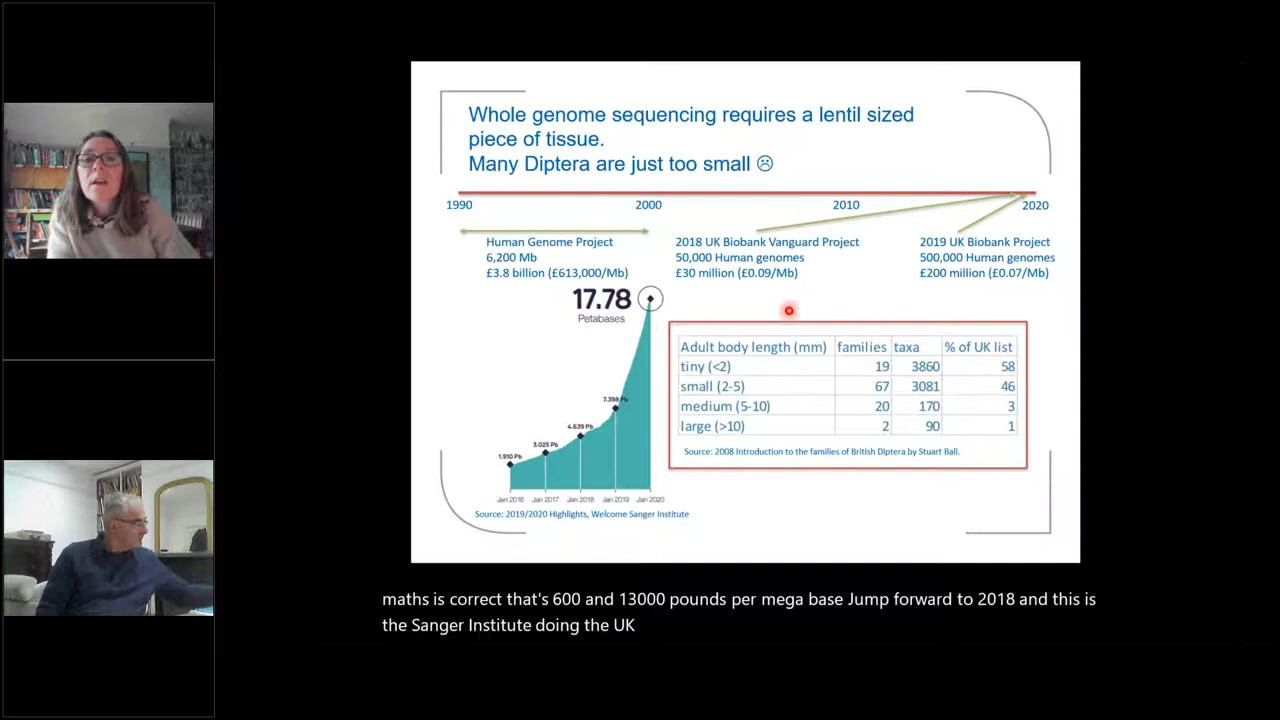 Whole genome sequencing requires a lentil sized
piece of tissue.
Many Diptera are just too small ☹
1990 2000 2010 2020
Human Genome Project
6,200 Mb
£3.8 billion (£613,000/Mb)
2018 UK Biobank Vanguard Project
50,000 Human genomes
£30 million (£0.09/Mb)
2019 UK Biobank Project
500,000 Human genomes
£200 million (£0.07/Mb)
17.78
Petabases
7.398 Pb
4.639 Pb
3.025 Pb
1.910 Pb
Jan 2016 Jan 2017 Jan 2018 Jan 2019 Jan 2020
Source: 2019/2020 Highlights, Welcome Sanger Institute
Adult body length (mm) families taxa % of UK list
tiny (<2) 19 3860 58
small (2-5) 67 3081 46
medium (5-10) 20 170 3
large (>10) 2 90 1
Source: 2008 Introduction to the families of British Diptera by Stuart Ball.
maths is correct that's 600 and 13000 pounds per mega base Jump forward to 2018 and this is
the Sanger Institute doing the UK